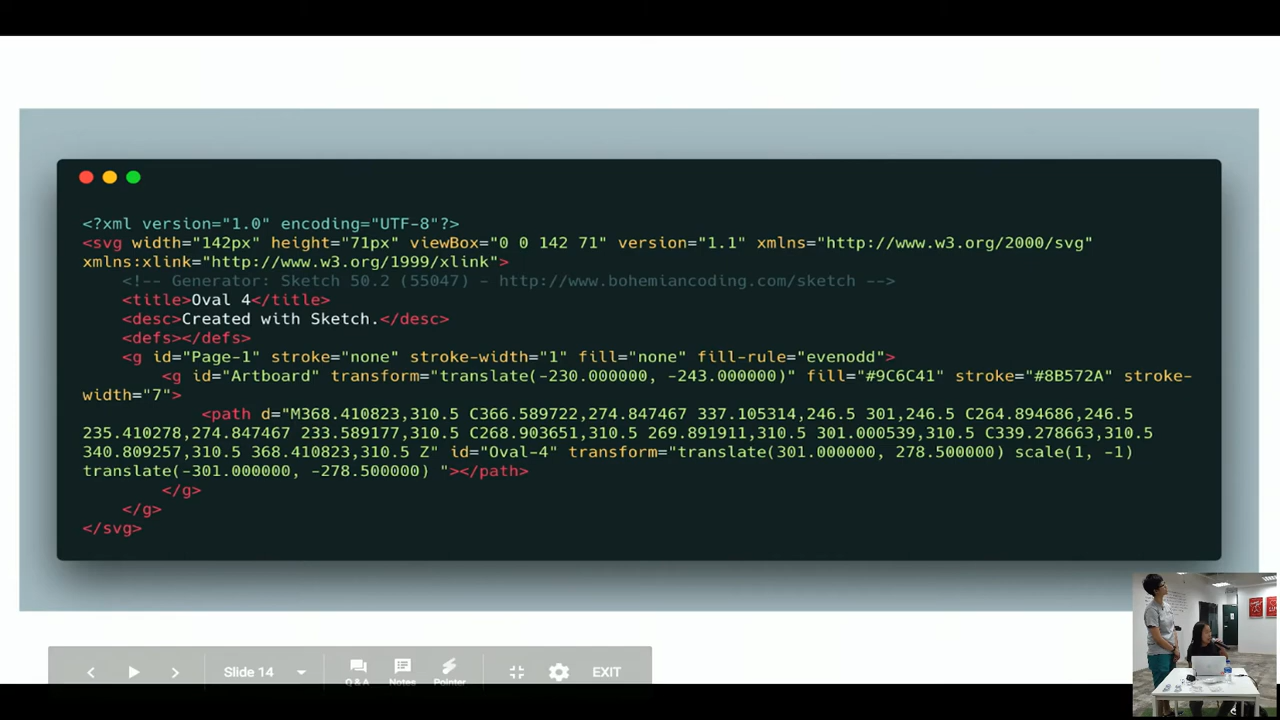 <?xml version="1.0" encoding="UTF-8"?>
<svg width="142px" height="71px" viewBox="0 0 142 71" version="1.1" xmlns="http://www.w3.org/2000/svg"
xmlns:xlink="http://www.w3.org/1999/xlink">
<!-- Generator: Sketch 50.2 (55047) - http://www.bohemiancoding.com/sketch -->
<title>Oval 4</title>
<desc>Created with Sketch.</desc>
<defs></defs>
<g id="Page-1" stroke="none" stroke-width="1" fill="none" fill-rule="evenodd">
<g id="Artboard" transform="translate(-230.000000, -243.000000)" fill="#9C6C41" stroke="#8B572A" stroke-
width="7">
<path d="M368.410823,310.5 C366.589722,274.847467 337.105314,246.5 301,246.5 C264.894686,246.5
235.410278,274.847467 233.589177,310.5 C268.903651,310.5 269.891911,310.5 301.000539,310.5 C339.278663,310.5
340.809257,310.5 368.410823,310.5 Z" id="Oval-4" transform="translate(301.000000, 278.500000) scale(1, -1)
translate(-301.000000, -278.500000) "></path>
</g>
</g>
</svg>
Slide 14
Q & A
Notes
Pointer
EXIT